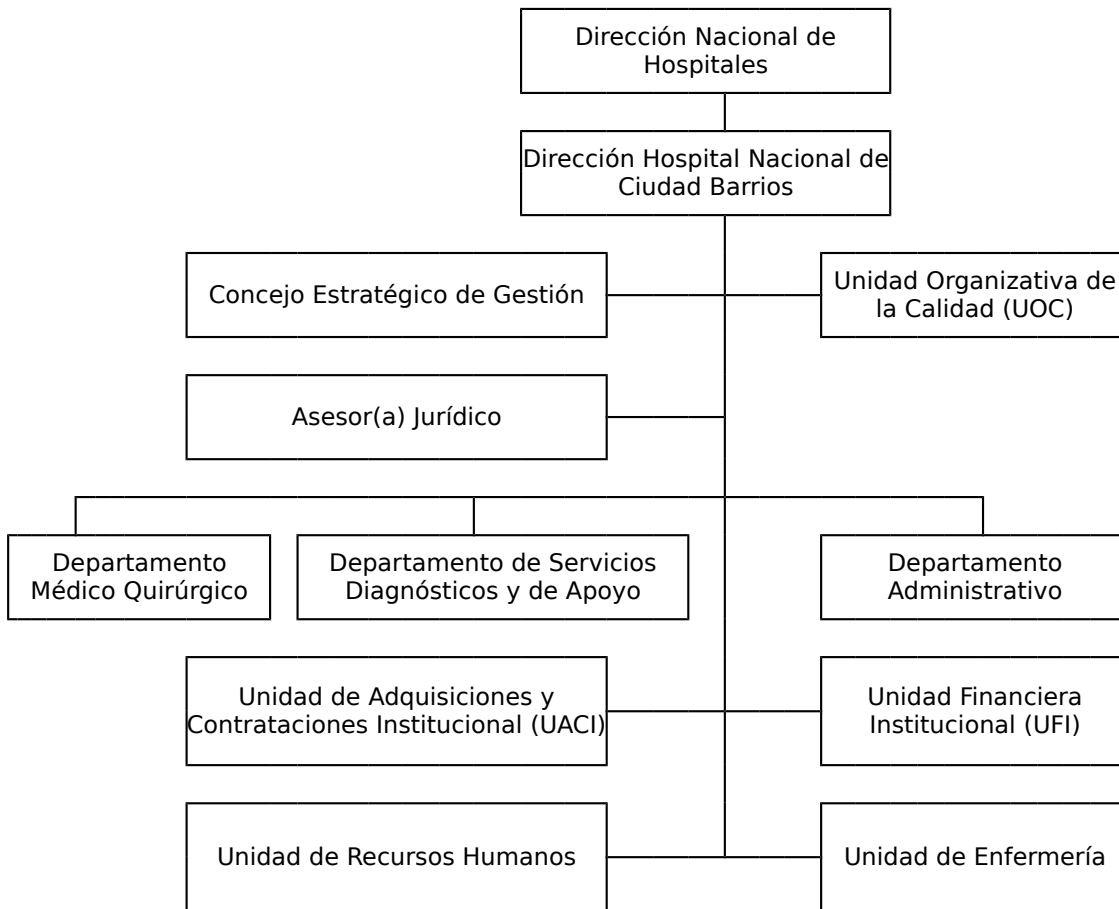 Dirección Nacional de
Hospitales
Dirección Hospital Nacional de
Ciudad Barrios
Concejo Estratégico de Gestión
Unidad Organizativa de
la Calidad (UOC)
Asesor(a) Jurídico
Departamento
Médico Quirúrgico
Departamento de Servicios
Diagnósticos y de Apoyo
Departamento
Administrativo
Unidad de Adquisiciones y
Contrataciones Institucional (UACI)
Unidad Financiera
Institucional (UFI)
Unidad de Recursos Humanos
Unidad de Enfermería